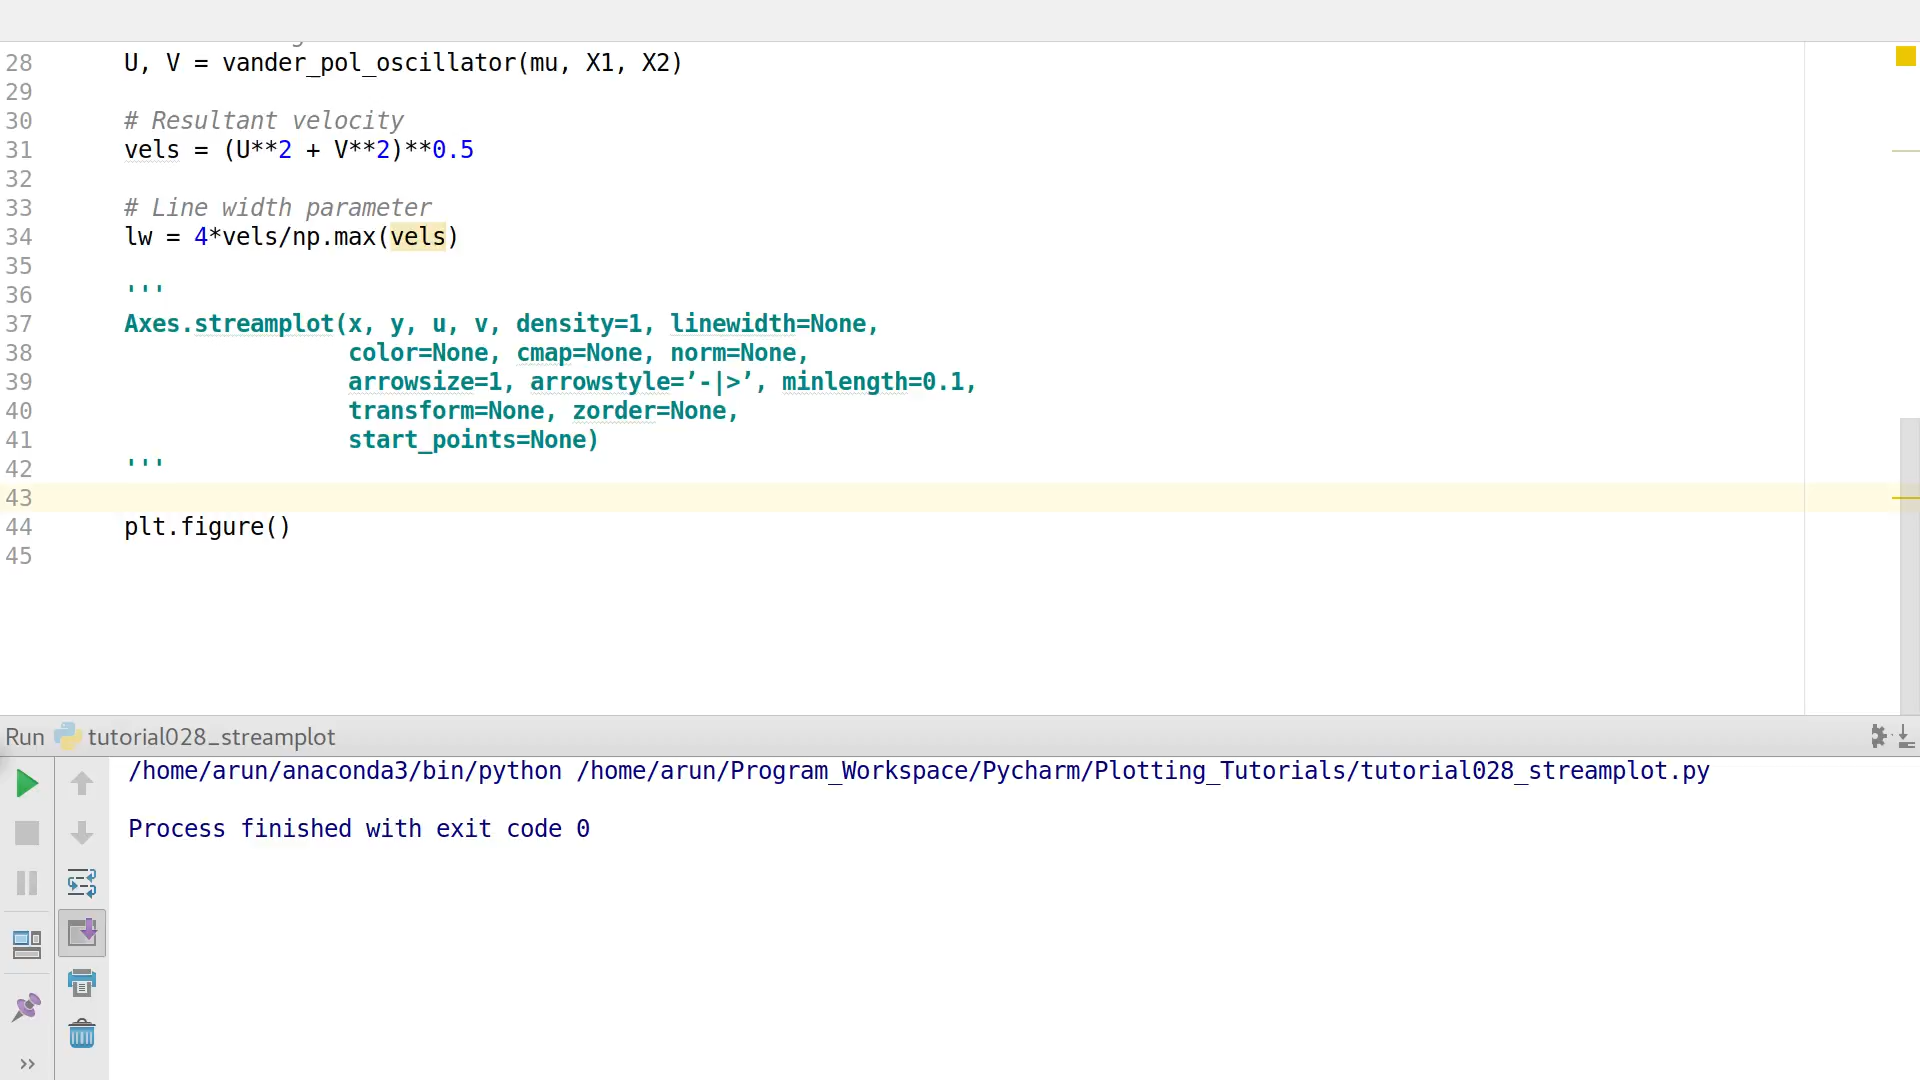 28 U, V = vander_pol_oscillator(mu, X1, X2)
29
30 # Resultant velocity
31 vels = (U**2 + V**2)**0.5
32
33 # Line width parameter
34 lw = 4*vels/np.max(vels)
35
36 '''
37 Axes.streamplot(x, y, u, v, density=1, linewidth=None,
38 color=None, cmap=None, norm=None,
39 arrowsize=1, arrowstyle=’-|>’, minlength=0.1,
40 transform=None, zorder=None,
41 start_points=None)
42 '''
43
44 plt.figure()
45
Run tutorial028_streamplot
/home/arun/anaconda3/bin/python /home/arun/Program_Workspace/Pycharm/Plotting_Tutorials/tutorial028_streamplot.py
Process finished with exit code 0